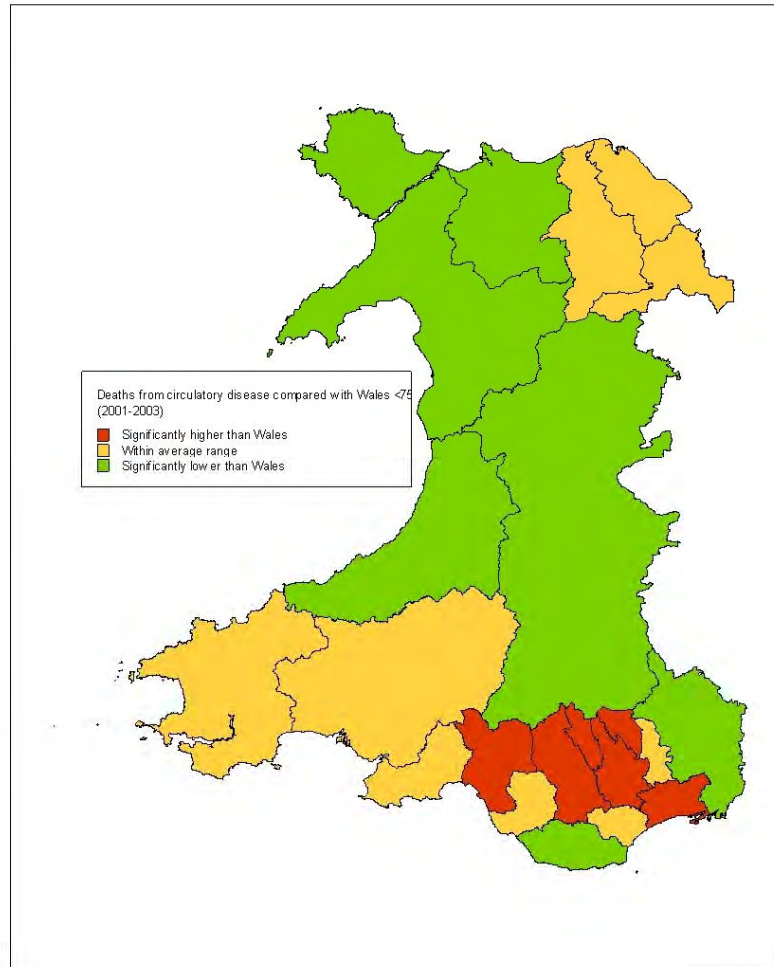 Deaths from circulatory disease compared with Wales <75
(2001-2003)
Significantly higher than Wales
Within average range
Significantly lower than Wales